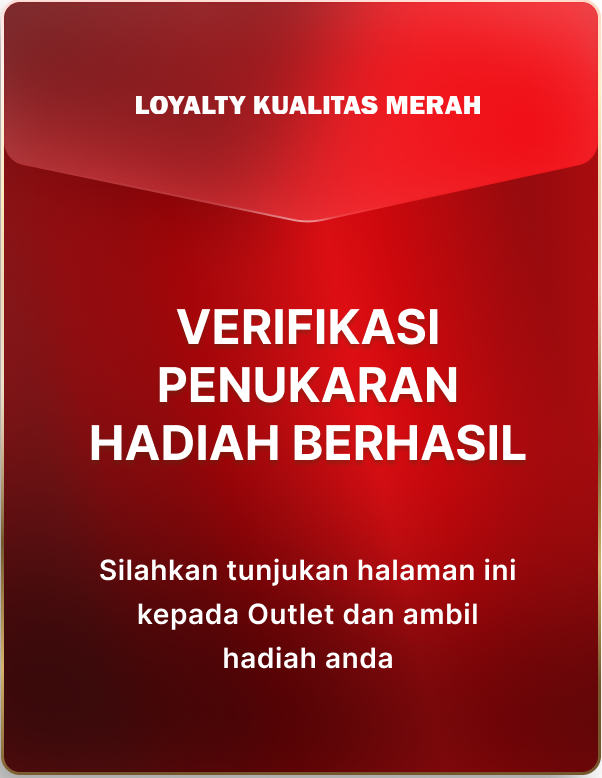 LOYALTY KUALITAS MERAH
VERIFIKASI
PENUKARAN
HADIAH BERHASIL
Silahkan tunjukan halaman ini
kepada Outlet dan ambil
hadiah anda